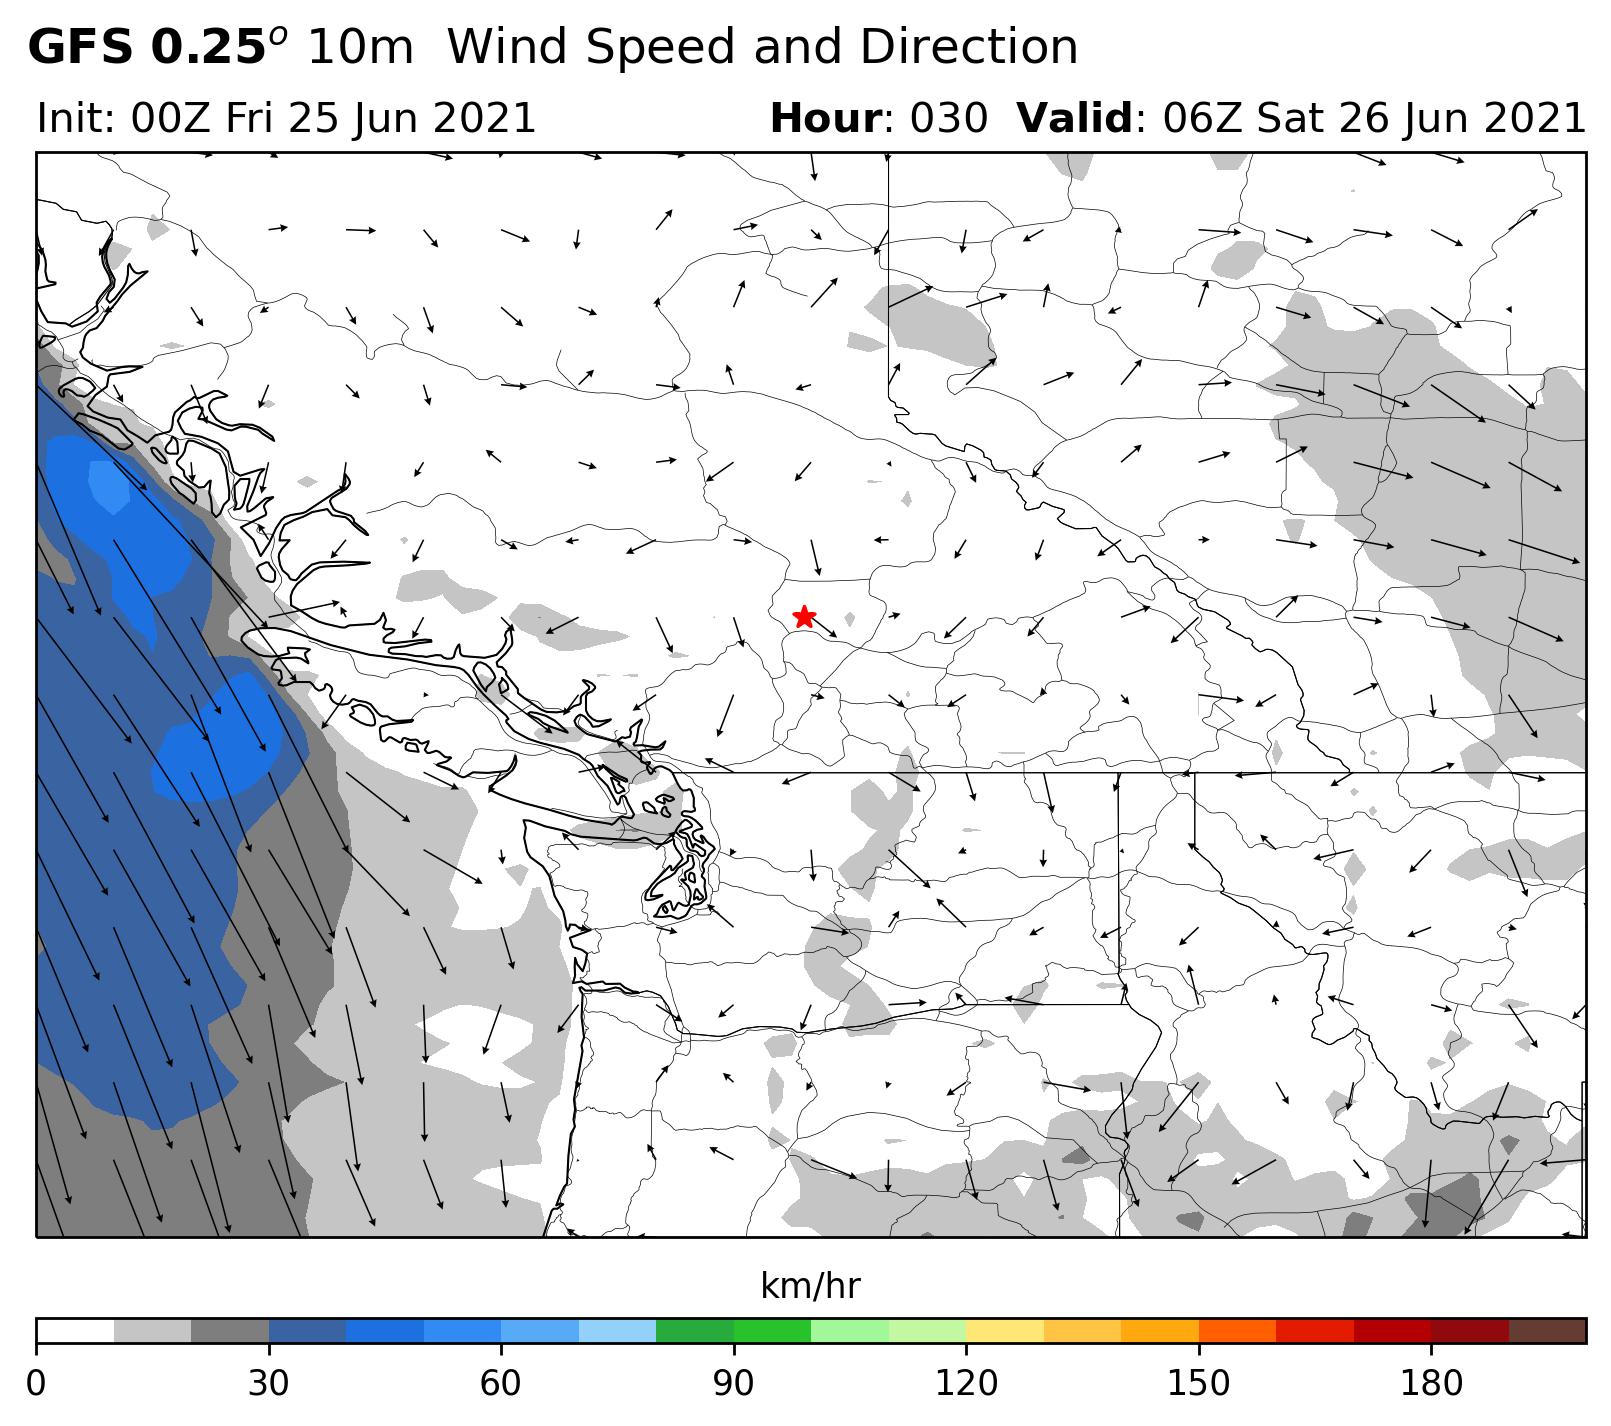 GFS 0.25° 10m Wind Speed and Direction
Init: 00Z Fri 25 Jun 2021 Hour: 030 Valid: 06Z Sat 26 Jun 2021
km/hr
0 30 60 90 120 150 180